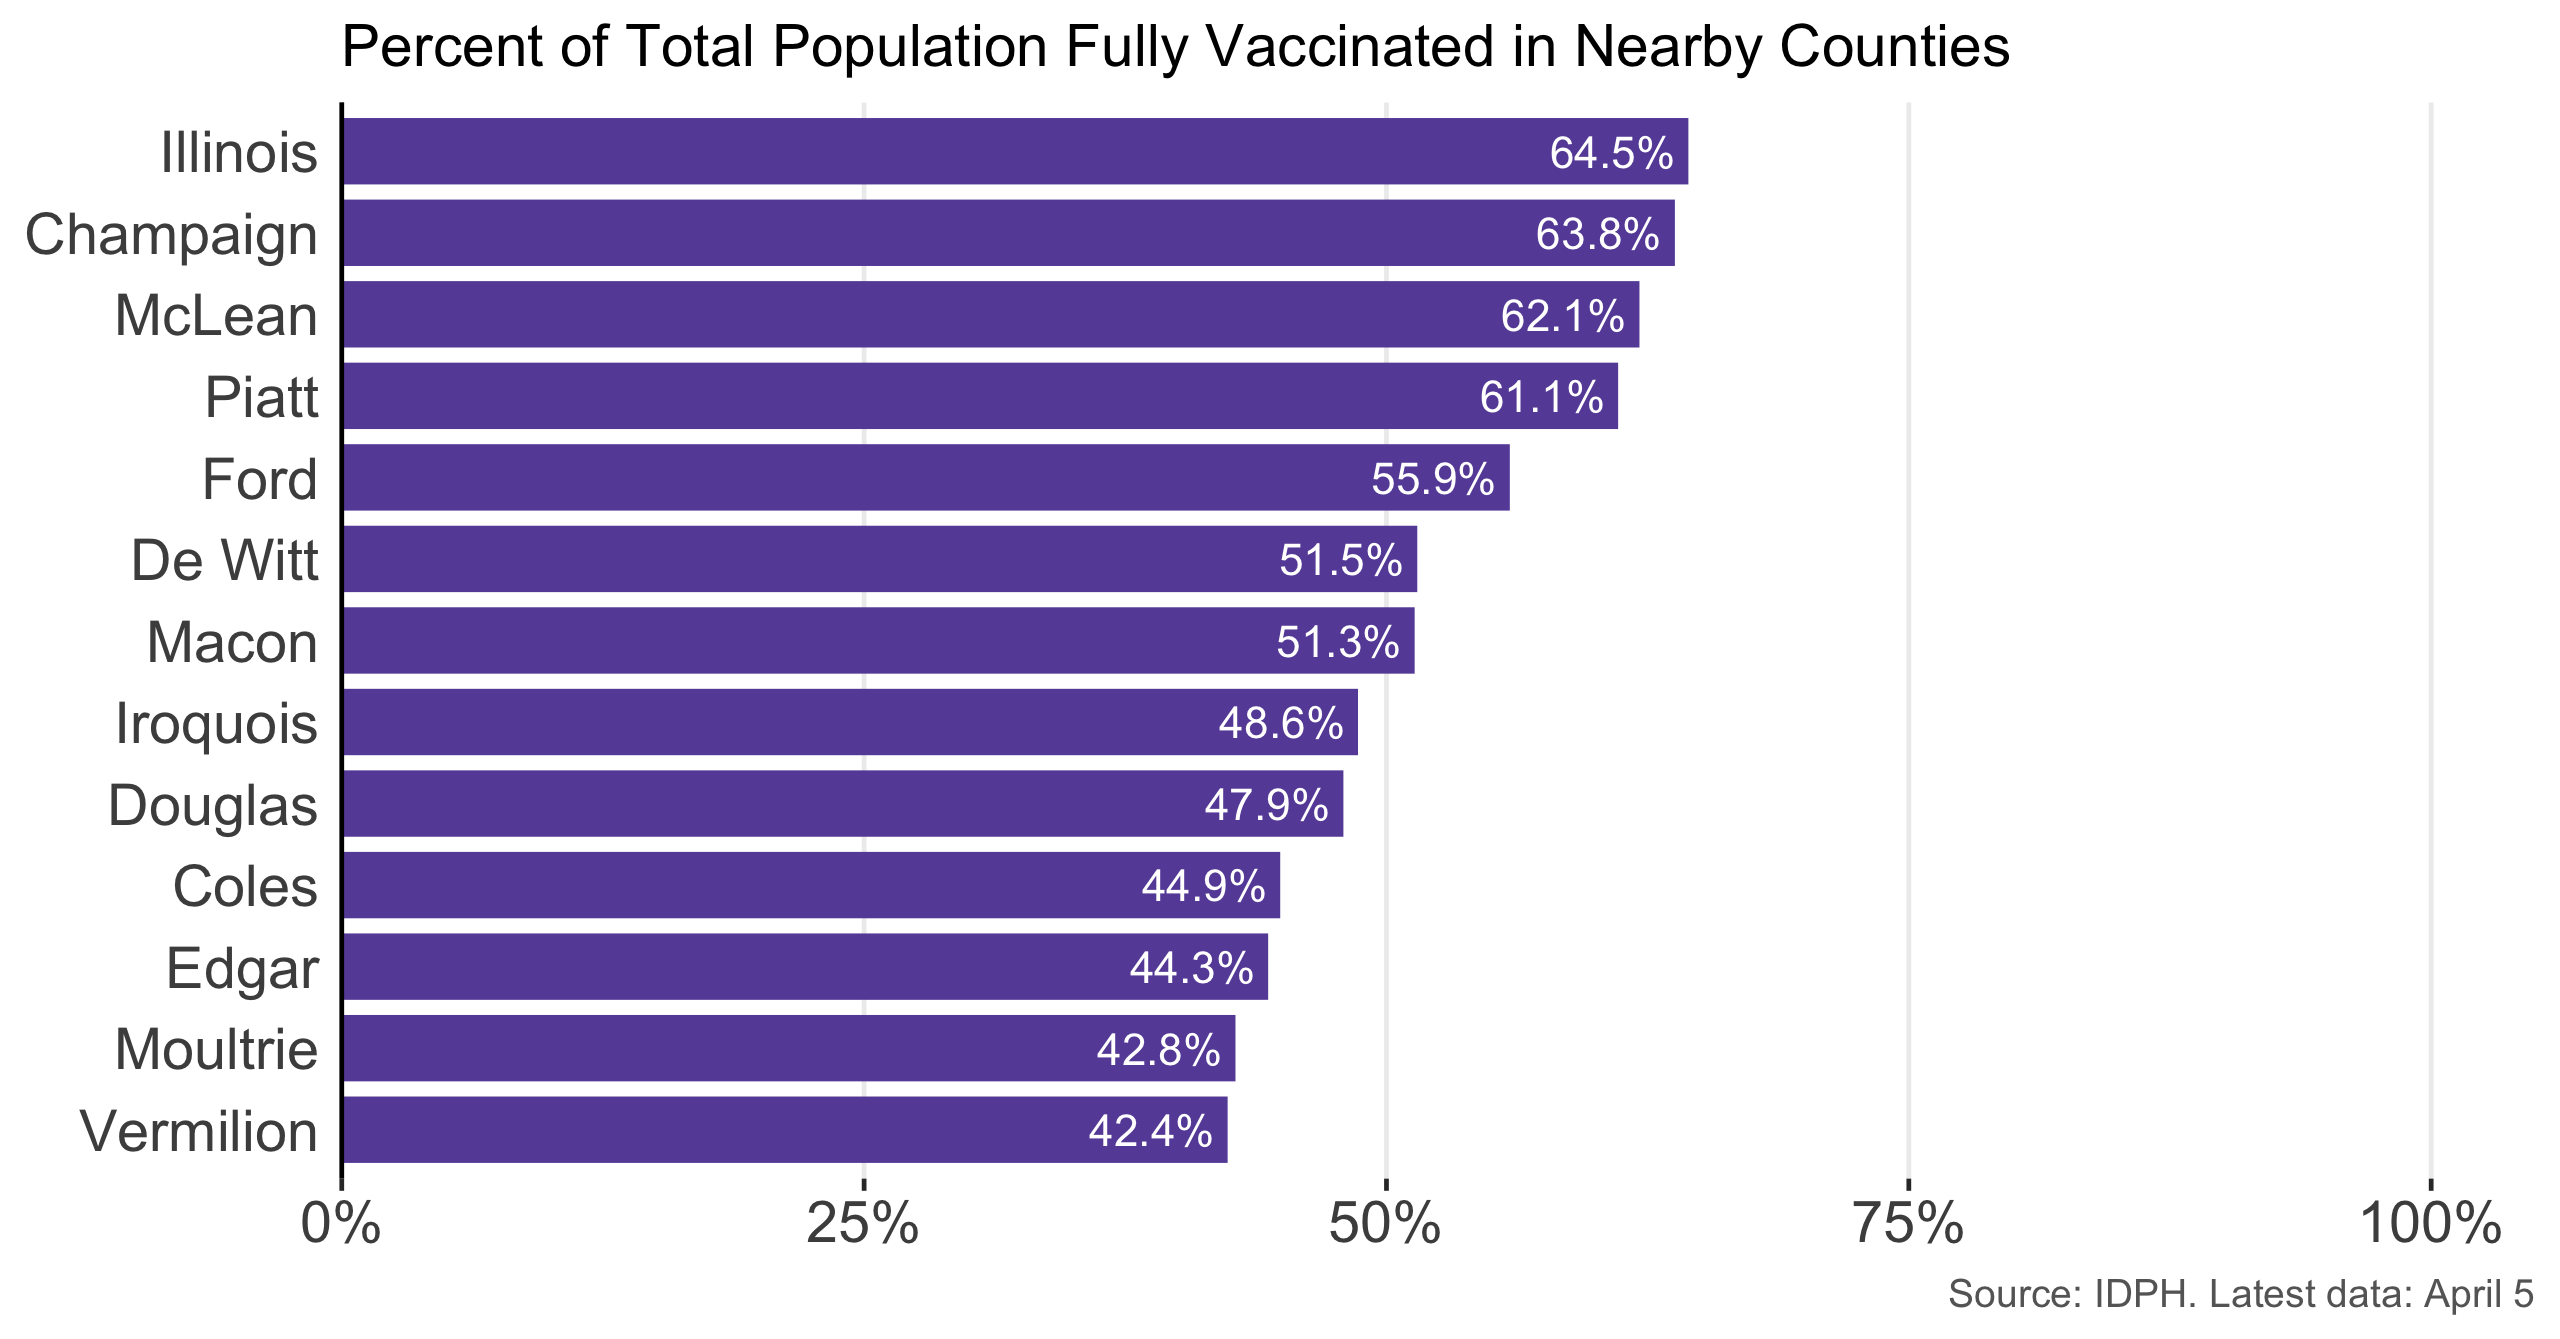 Percent of Total Population Fully Vaccinated in Nearby Counties
Illinois 64.5%
Champaign 63.8%
McLean 62.1%
Piatt 61.1%
Ford 55.9%
De Witt 51.5%
Macon 51.3%
Iroquois 48.6%
Douglas 47.9%
Coles 44.9%
Edgar 44.3%
Moultrie 42.8%
Vermilion 42.4%
0% 25% 50% 75% 100%
Source: IDPH. Latest data: April 5